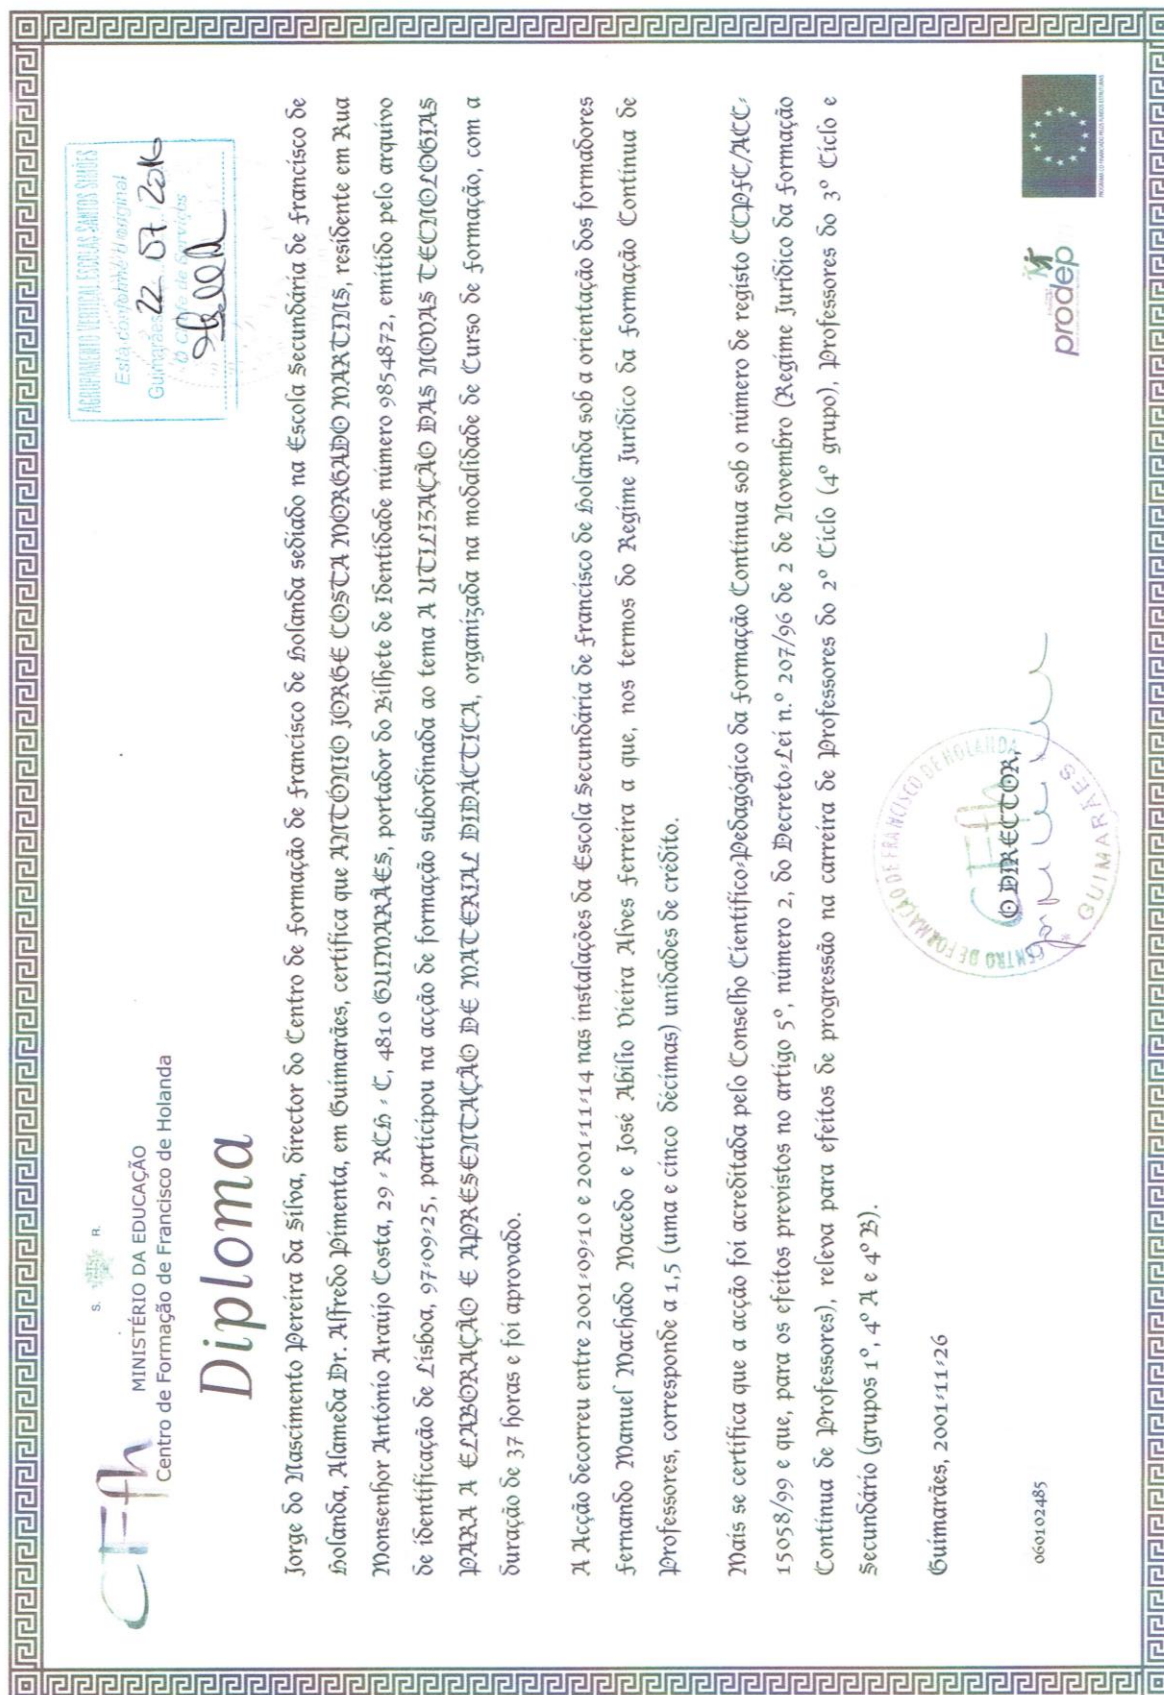 S. R.
CFfh
MINISTÉRIO DA EDUCAÇÃO
Centro de Formação de Francisco de Holanda
Diploma
AGRUPAMENTO VERTICAL ESCOLAS SANTOS SIMÕES
Está conforme o original
Guimarães 22 07 2016
O Chefe de Serviços
Jorge do Nascimento Pereira da Silva, Director do Centro de Formação de Francisco de Holanda sediado na Escola Secundária de Francisco de
Holanda, Alameda Dr. Alfredo Pimenta, em Guimarães, certifica que ANTÓNIO JORGE COSTA MORGADO MARTINS, residente em Rua
Monsenhor António Araújo Costa, 29 - RCH - C, 4810 GUIMARÃES, portador do Bilhete de Identidade número 9854872, emitido pelo arquivo
de identificação de Lisboa, 97-09-25, participou na acção de formação subordinada ao tema A UTILIZAÇÃO DAS NOVAS TECNOLOGIAS
PARA A ELABORAÇÃO E APRESENTAÇÃO DE MATERIAL DIDÁCTICA, organizada na modalidade de Curso de Formação, com a
duração de 37 horas e foi aprovado.
A Acção decorreu entre 2001-09-10 e 2001-11-14 nas instalações da Escola Secundária de Francisco de Holanda sob a orientação dos formadores
Fernando Manuel Machado Macedo e José Abílio Vieira Alves Ferreira a que, nos termos do Regime Jurídico da Formação Contínua de
Professores, corresponde a 1,5 (uma e cinco décimas) unidades de crédito.
Mais se certifica que a acção foi acreditada pelo Conselho Científico-Pedagógico da Formação Contínua sob o número de registo CCPFC/ACC-
15058/99 e que, para os efeitos previstos no artigo 5º, número 2, do Decreto-Lei n.º 207/96 de 2 de Novembro (Regime Jurídico da Formação
Contínua de Professores), releva para efeitos de progressão na carreira de Professores do 2º Ciclo (4º grupo), Professores do 3º Ciclo e
Secundário (grupos 1º, 4º A e 4º B).
Guimarães, 2001-11-26
O DIRECTOR,
CENTRO DE FORMAÇÃO DE FRANCISCO DE HOLANDA
CFfh
GUIMARÃES
060102485
prodep